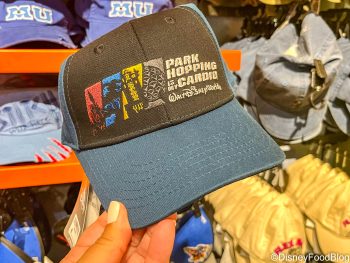 MU
MU
PARK
HOPPING
IS MY
CARDIO
Walt Disney World
©DisneyFoodBlog